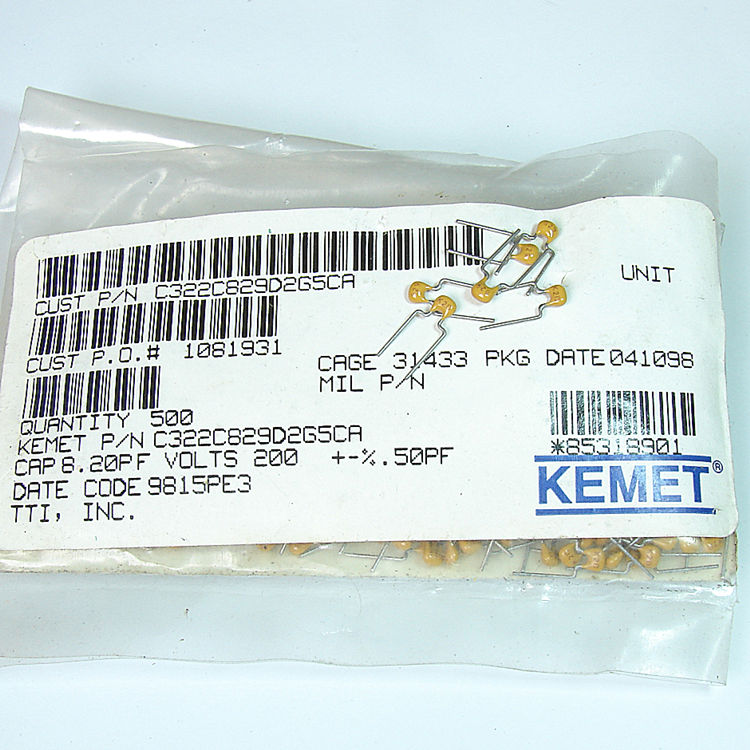 CUST P/N C322C829D2G5CA
UNIT
CUST P.O.# 1081931
CAGE 31433 PKG DATE 041098
MIL P/N
QUANTITY 500
KEMET P/N C322C829D2G5CA
*85318901
CAP 8.20PF VOLTS 200 +-%.50PF
KEMET®
DATE CODE 9815PE3
TTI, INC.